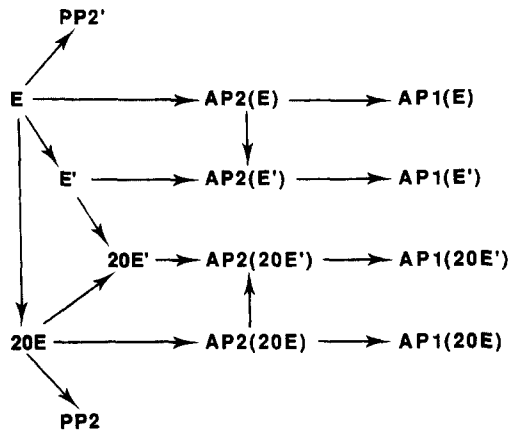 PP2'
E AP2(E) AP1(E)
E' AP2(E') AP1(E')
20E' AP2(20E') AP1(20E')
20E AP2(20E) AP1(20E)
PP2